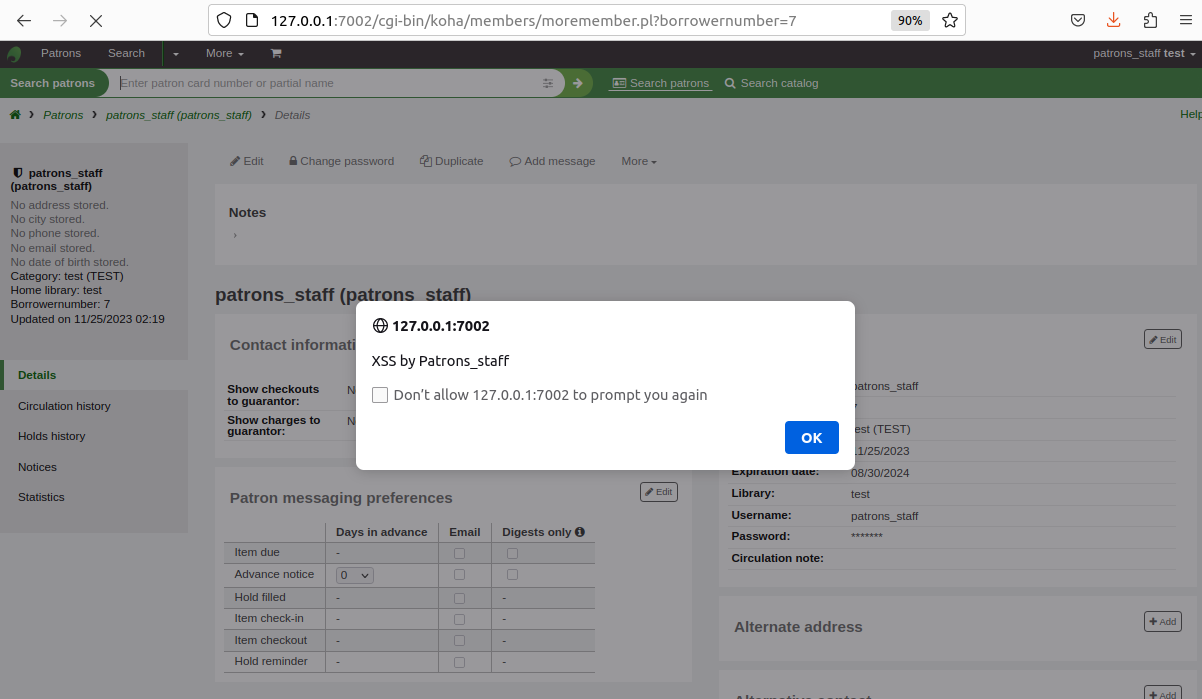 127.0.0.1:7002/cgi-bin/koha/members/moremember.pl?borrowernumber=7
90%
Patrons Search More patrons_staff test
Search patrons Enter patron card number or partial name Search patrons Search catalog
Patrons patrons_staff (patrons_staff) Details Help
Edit Change password Duplicate Add message More
patrons_staff
(patrons_staff)
No address stored.
No city stored.
No phone stored.
No email stored.
No date of birth stored.
Category: test (TEST)
Home library: test
Borrowernumber: 7
Updated on 11/25/2023 02:19
Details
Circulation history
Holds history
Notices
Statistics
Notes
patrons_staff (patrons_staff)
127.0.0.1:7002
XSS by Patrons_staff
Don't allow 127.0.0.1:7002 to prompt you again
OK
Contact informati
Show checkouts
to guarantor:
Show charges to
guarantor:
Patron messaging preferences
Edit
Days in advance Email Digests only
Item due -
Advance notice 0
Hold filled - -
Item check-in - -
Item checkout - -
Hold reminder - -
Edit
patrons_staff
est (TEST)
11/25/2023
Expiration date: 08/30/2024
Library: test
Username: patrons_staff
Password: *******
Circulation note:
Alternate address
Add
Alternative contact
Add